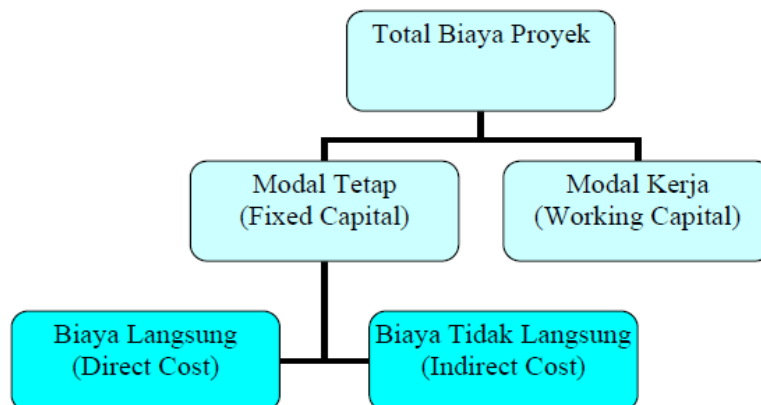 Total Biaya Proyek
Modal Tetap
(Fixed Capital)
Modal Kerja
(Working Capital)
Biaya Langsung
(Direct Cost)
Biaya Tidak Langsung
(Indirect Cost)